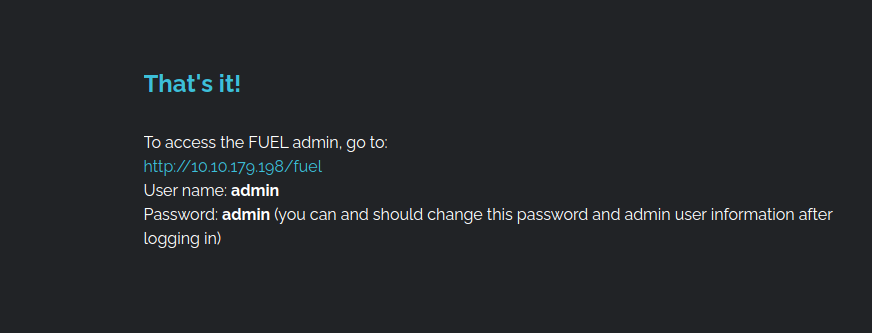 That's it!
To access the FUEL admin, go to:
http://10.10.179.198/fuel
User name: admin
Password: admin (you can and should change this password and admin user information after
logging in)